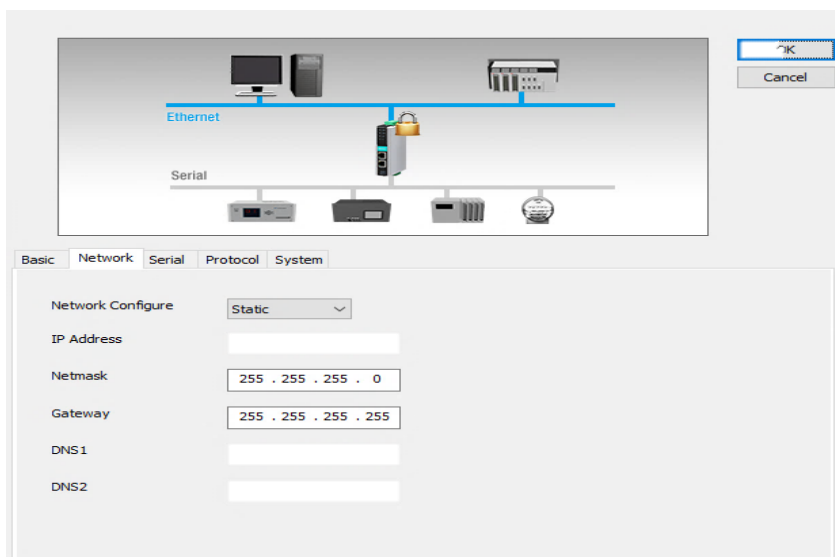 OK
Cancel
Ethernet
Serial
Basic Network Serial Protocol System
Network Configure Static
IP Address
Netmask 255 . 255 . 255 . 0
Gateway 255 . 255 . 255 . 255
DNS1
DNS2